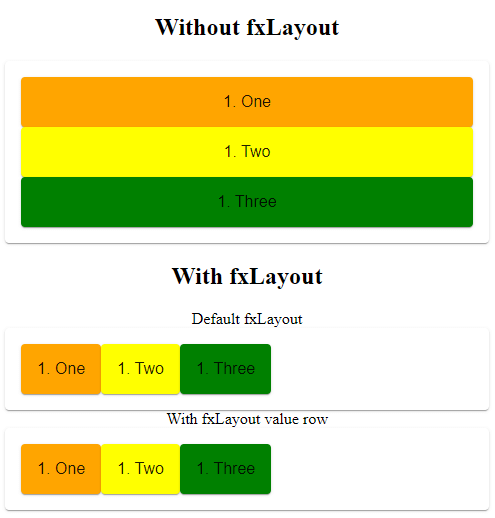 Without fxLayout
1. One
1. Two
1. Three
With fxLayout
Default fxLayout
1. One 1. Two 1. Three
With fxLayout value row
1. One 1. Two 1. Three